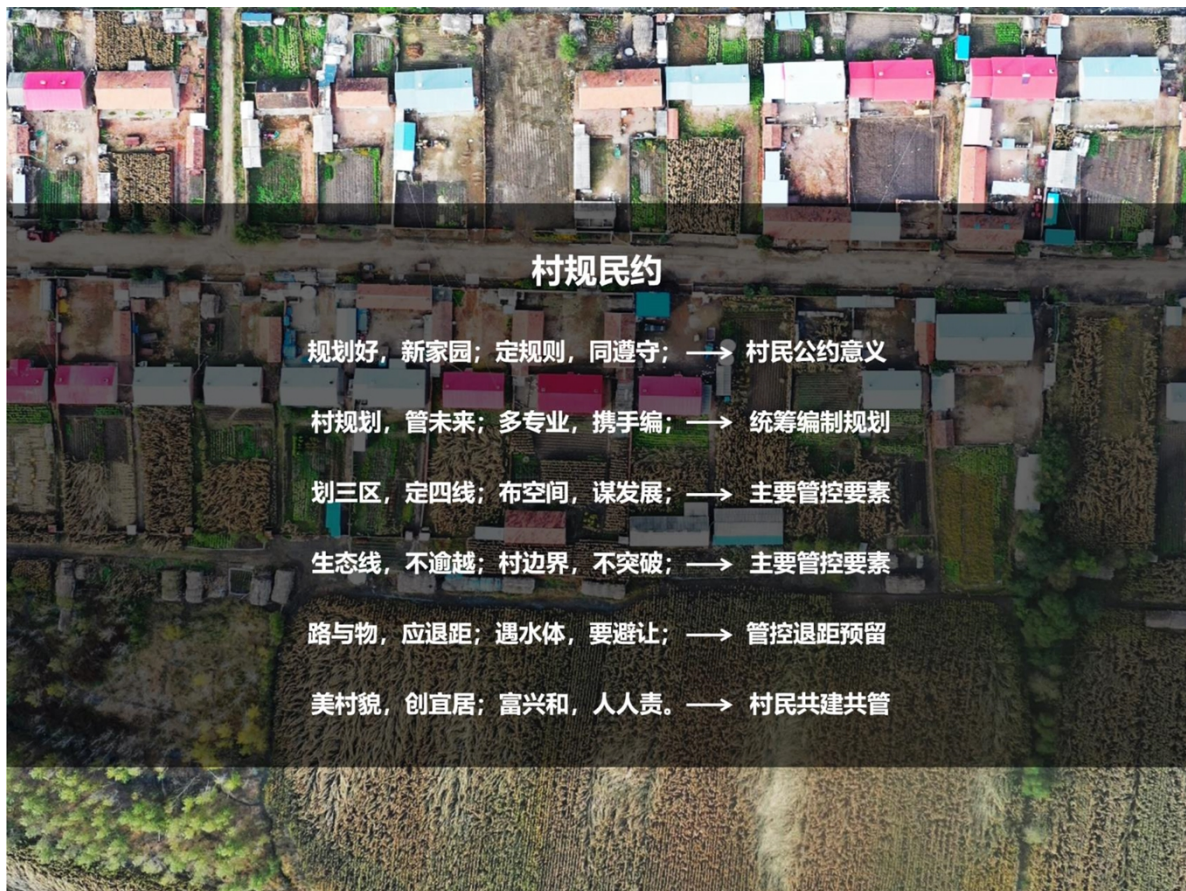 村规民约
规划好，新家园；定规则，同遵守；⟶ 村民公约意义
村规划，管未来；多专业，携手编；⟶ 统筹编制规划
划三区，定四线；布空间，谋发展；⟶ 主要管控要素
生态线，不逾越；村边界，不突破；⟶ 主要管控要素
路与物，应退距；遇水体，要避让；⟶ 管控退距预留
美村貌，创宜居；富兴和，人人责。⟶ 村民共建共管